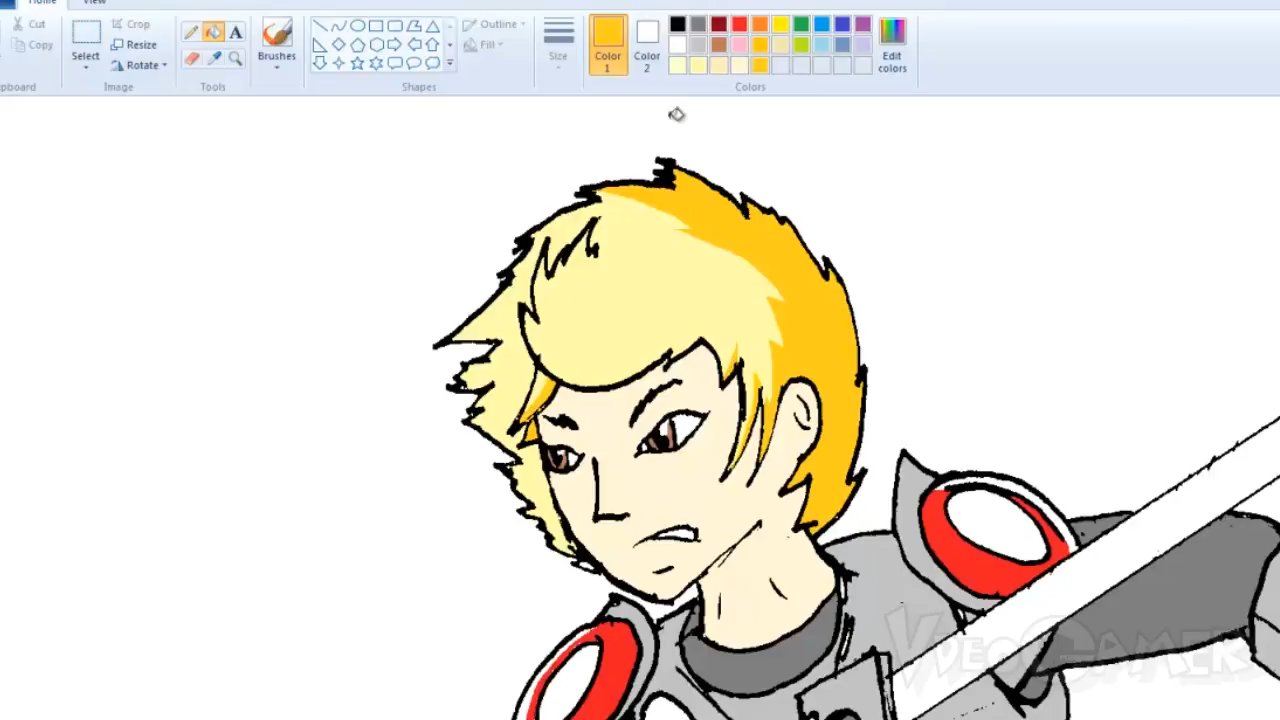 Home View
Cut
Copy
Select
Crop
Resize
Rotate
A
Brushes
Outline
Fill
Size
Color
1
Color
2
Edit
colors
pboard
Image
Tools
Shapes
Colors
VideoGamer